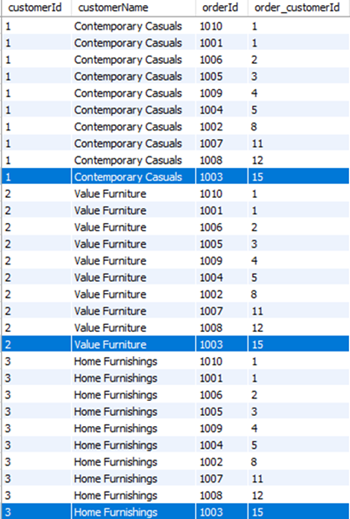 customerId customerName orderId order_customerId
1 Contemporary Casuals 1010 1
1 Contemporary Casuals 1001 1
1 Contemporary Casuals 1006 2
1 Contemporary Casuals 1005 3
1 Contemporary Casuals 1009 4
1 Contemporary Casuals 1004 5
1 Contemporary Casuals 1002 8
1 Contemporary Casuals 1007 11
1 Contemporary Casuals 1008 12
1 Contemporary Casuals 1003 15
2 Value Furniture 1010 1
2 Value Furniture 1001 1
2 Value Furniture 1006 2
2 Value Furniture 1005 3
2 Value Furniture 1009 4
2 Value Furniture 1004 5
2 Value Furniture 1002 8
2 Value Furniture 1007 11
2 Value Furniture 1008 12
2 Value Furniture 1003 15
3 Home Furnishings 1010 1
3 Home Furnishings 1001 1
3 Home Furnishings 1006 2
3 Home Furnishings 1005 3
3 Home Furnishings 1009 4
3 Home Furnishings 1004 5
3 Home Furnishings 1002 8
3 Home Furnishings 1007 11
3 Home Furnishings 1008 12
3 Home Furnishings 1003 15